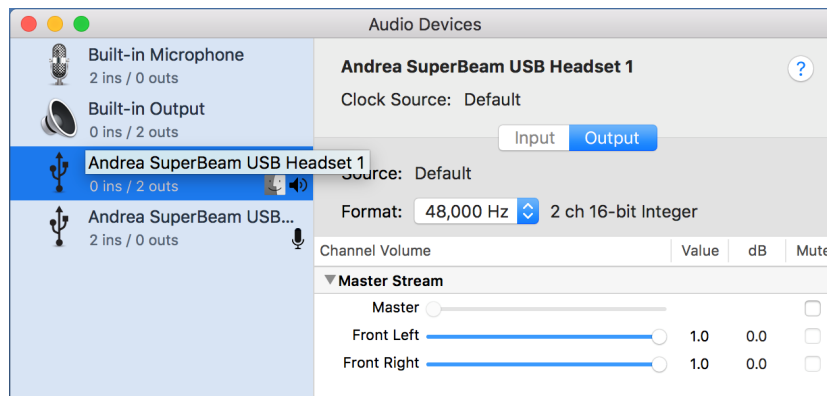 Audio Devices
Built-in Microphone
2 ins / 0 outs
Built-in Output
0 ins / 2 outs
Andrea SuperBeam USB Headset 1
0 ins / 2 outs
Andrea SuperBeam USB...
2 ins / 0 outs
Andrea SuperBeam USB Headset 1
?
Clock Source: Default
Input Output
Source: Default
Format: 48,000 Hz 2 ch 16-bit Integer
Channel Volume Value dB Mute
Master Stream
Master
Front Left 1.0 0.0
Front Right 1.0 0.0